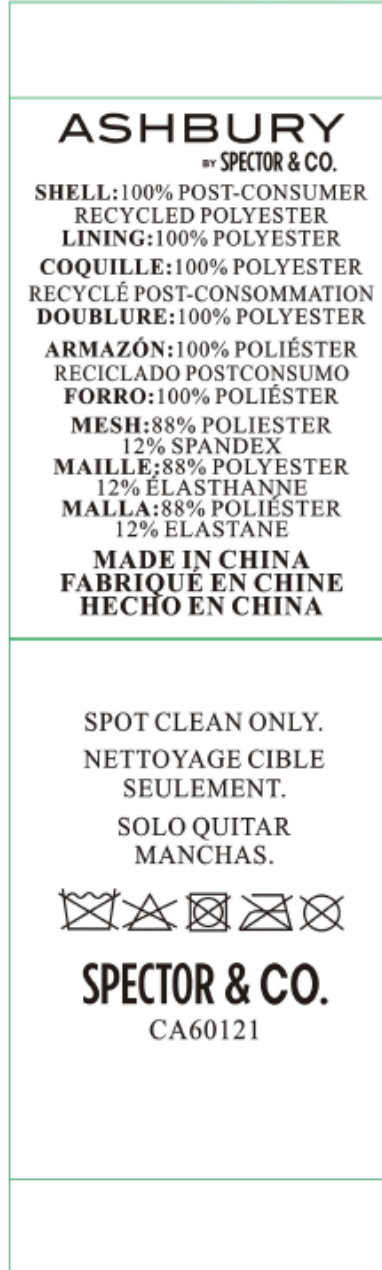 ASHBURY
BY SPECTOR & CO.
SHELL:100% POST-CONSUMER
RECYCLED POLYESTER
LINING:100% POLYESTER
COQUILLE:100% POLYESTER
RECYCLÉ POST-CONSOMMATION
DOUBLURE:100% POLYESTER
ARMAZÓN:100% POLIÉSTER
RECICLADO POSTCONSUMO
FORRO:100% POLIÉSTER
MESH:88% POLIESTER
12% SPANDEX
MAILLE:88% POLYESTER
12% ÉLASTHANNE
MALLA:88% POLIÉSTER
12% ELASTANE
MADE IN CHINA
FABRIQUÉ EN CHINE
HECHO EN CHINA
SPOT CLEAN ONLY.
NETTOYAGE CIBLE
SEULEMENT.
SOLO QUITAR
MANCHAS.
SPECTOR & CO.
CA60121